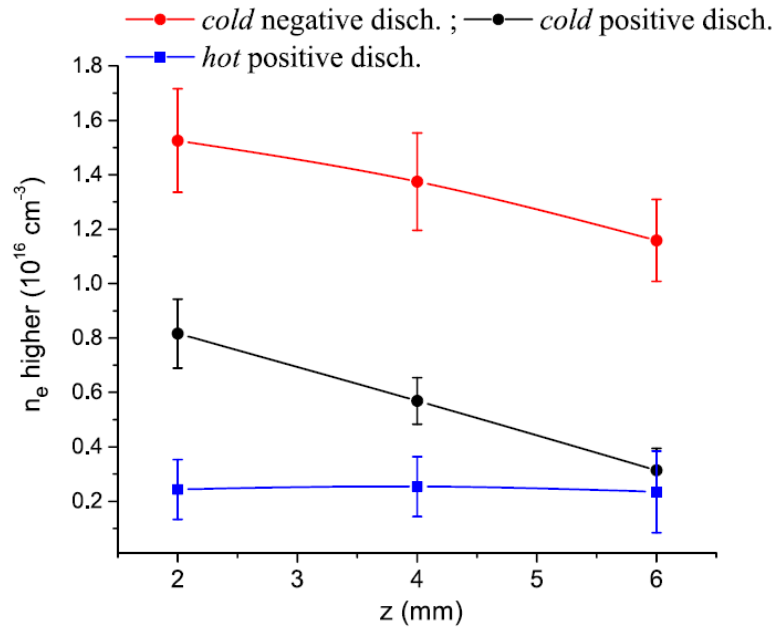 cold negative disch. ; cold positive disch.
hot positive disch.
1.8
1.6
1.4
1.2
1.0
0.8
0.6
0.4
0.2
n_e higher (10^16 cm^-3)
2 3 4 5 6
z (mm)